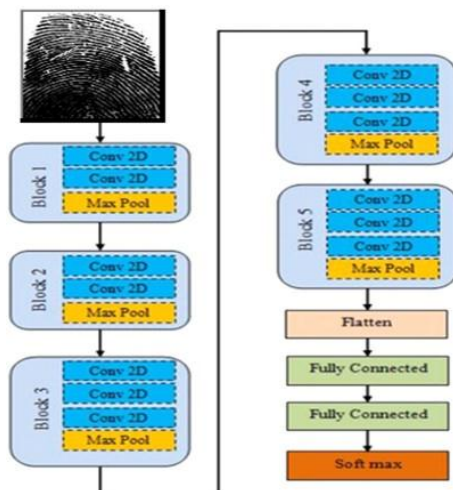 Block 1
Conv 2D
Conv 2D
Max Pool
Block 2
Conv 2D
Conv 2D
Max Pool
Block 3
Conv 2D
Conv 2D
Conv 2D
Max Pool
Block 4
Conv 2D
Conv 2D
Conv 2D
Max Pool
Block 5
Conv 2D
Conv 2D
Conv 2D
Max Pool
Flatten
Fully Connected
Fully Connected
Soft max